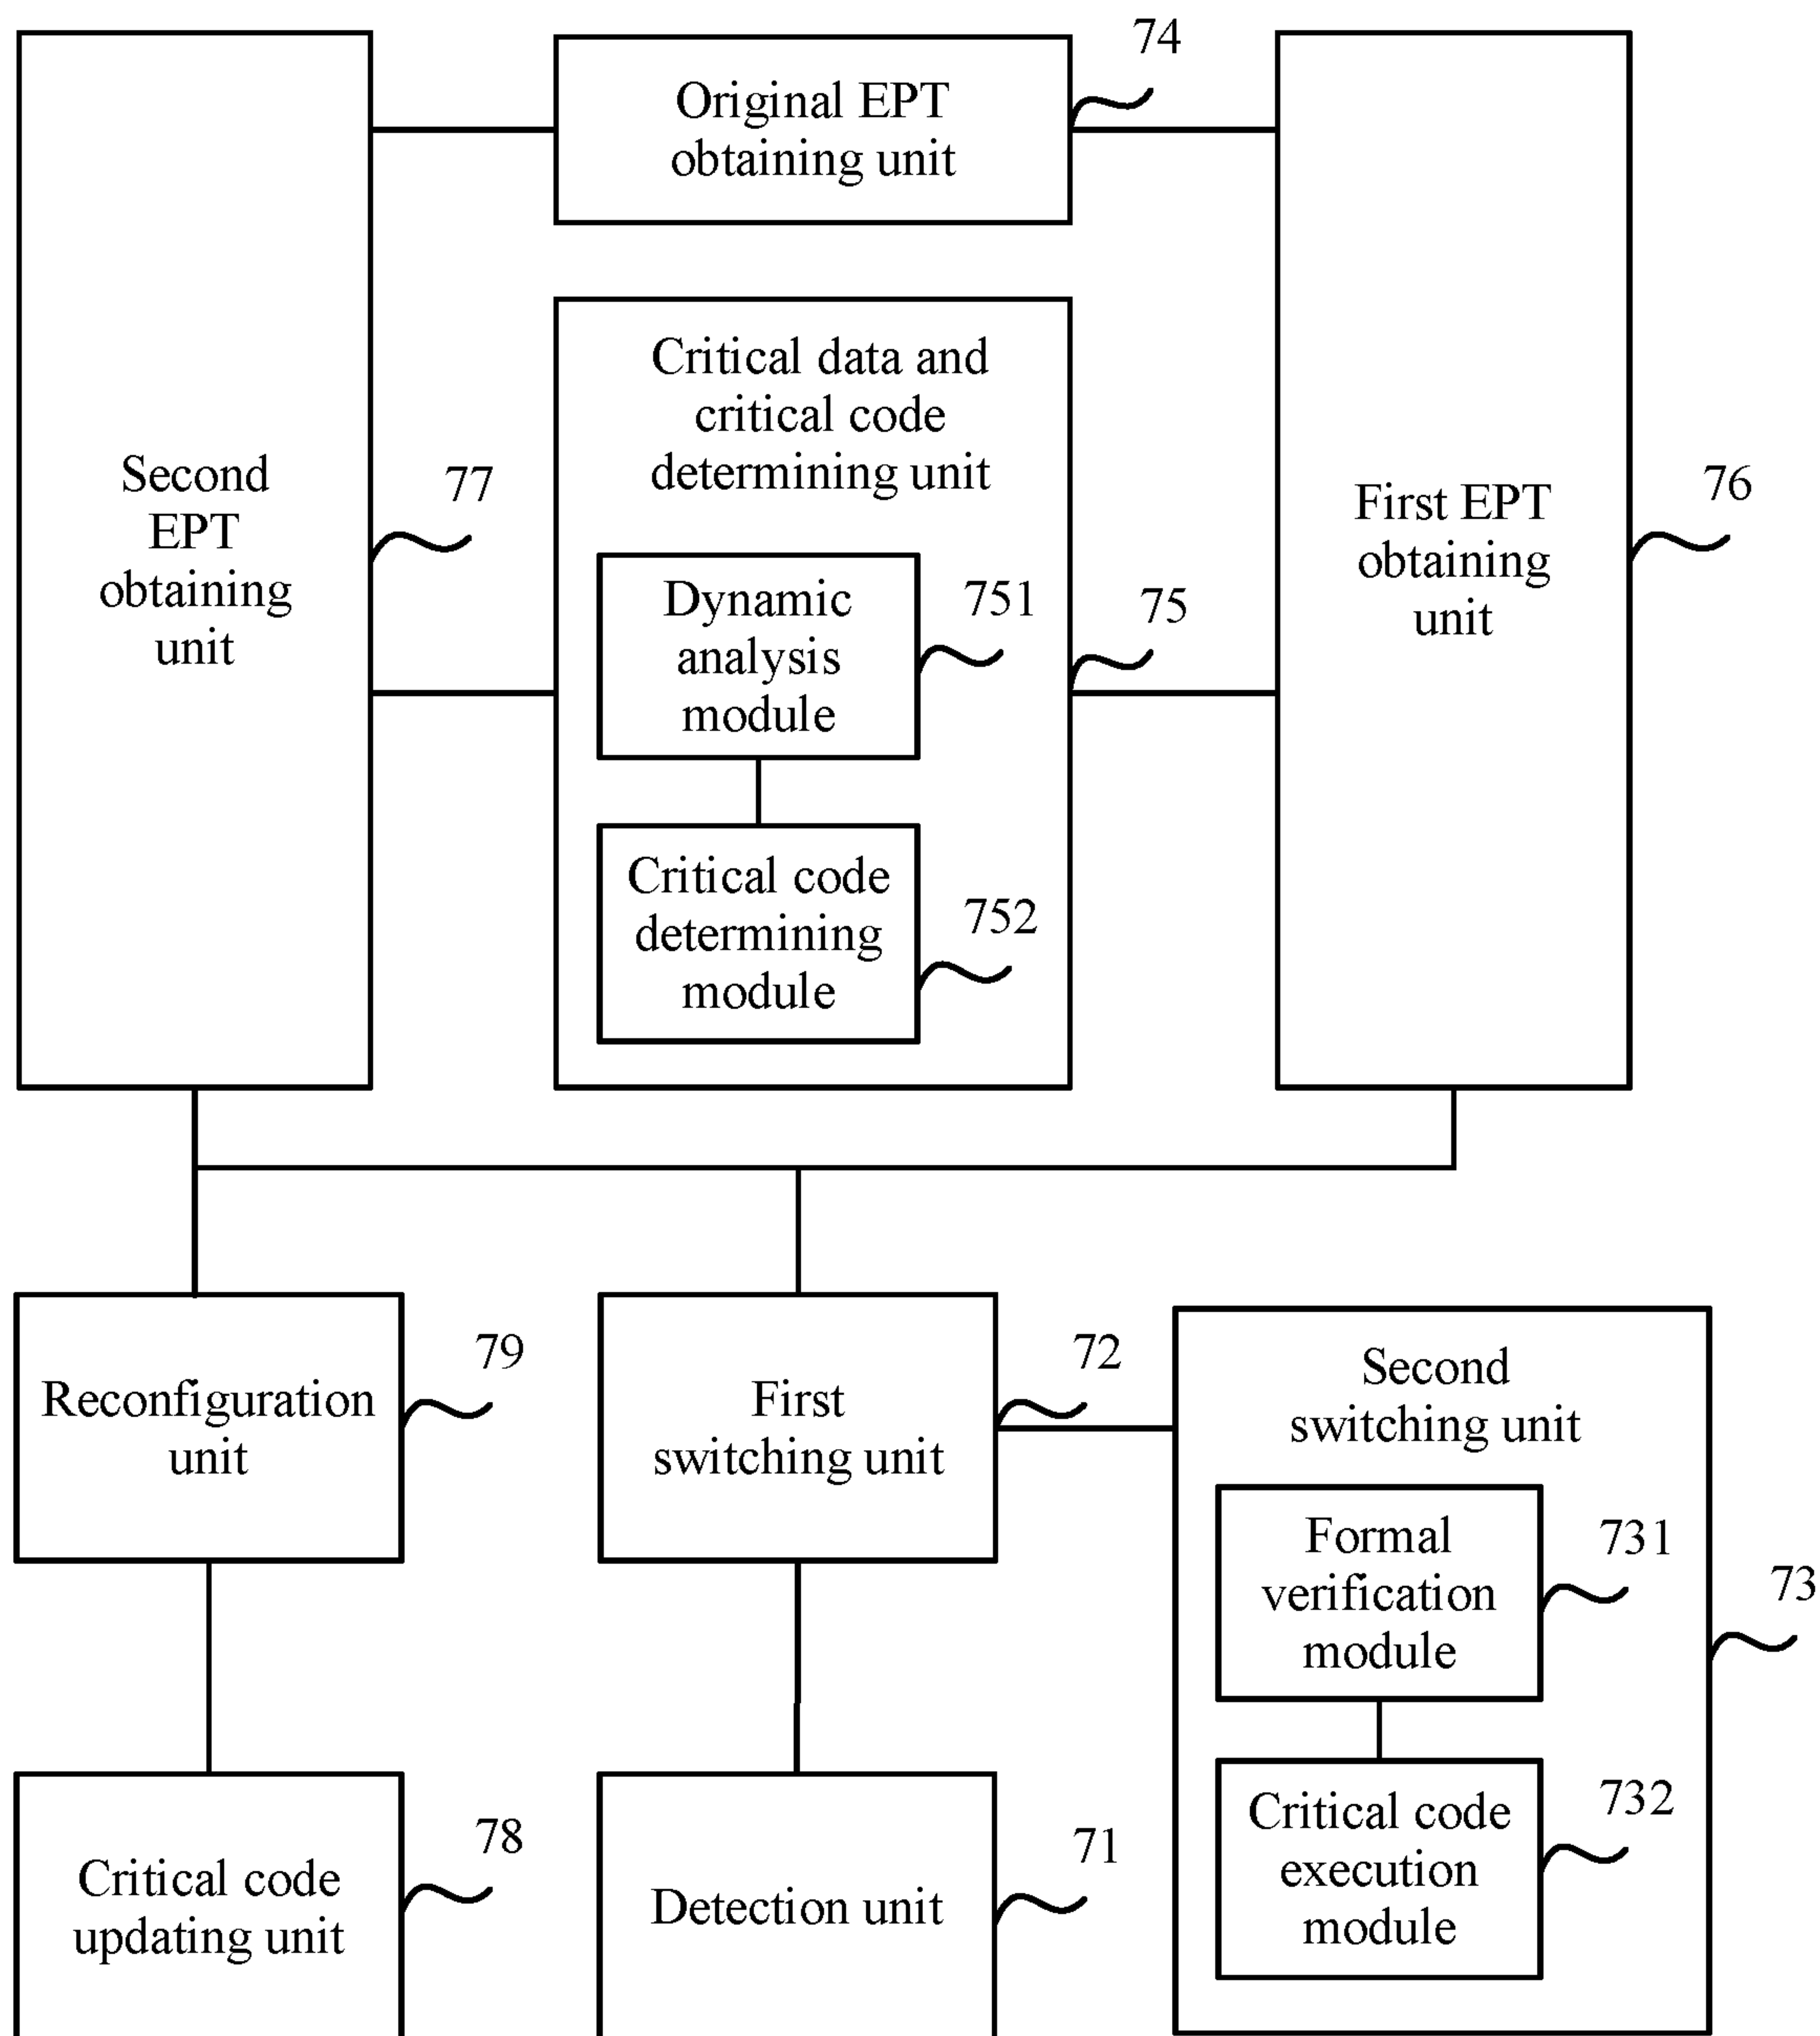 74
Original EPT
obtaining unit
Second
EPT
obtaining
unit
77
Critical data and
critical code
determining unit
Dynamic
analysis
module
751
75
Critical code
determining
module
752
First EPT
obtaining
unit
76
Reconfiguration
unit
79
First
switching unit
72
Second
switching unit
Formal
verification
module
731
73
Critical code
execution
module
732
Critical code
updating unit
78
Detection unit
71